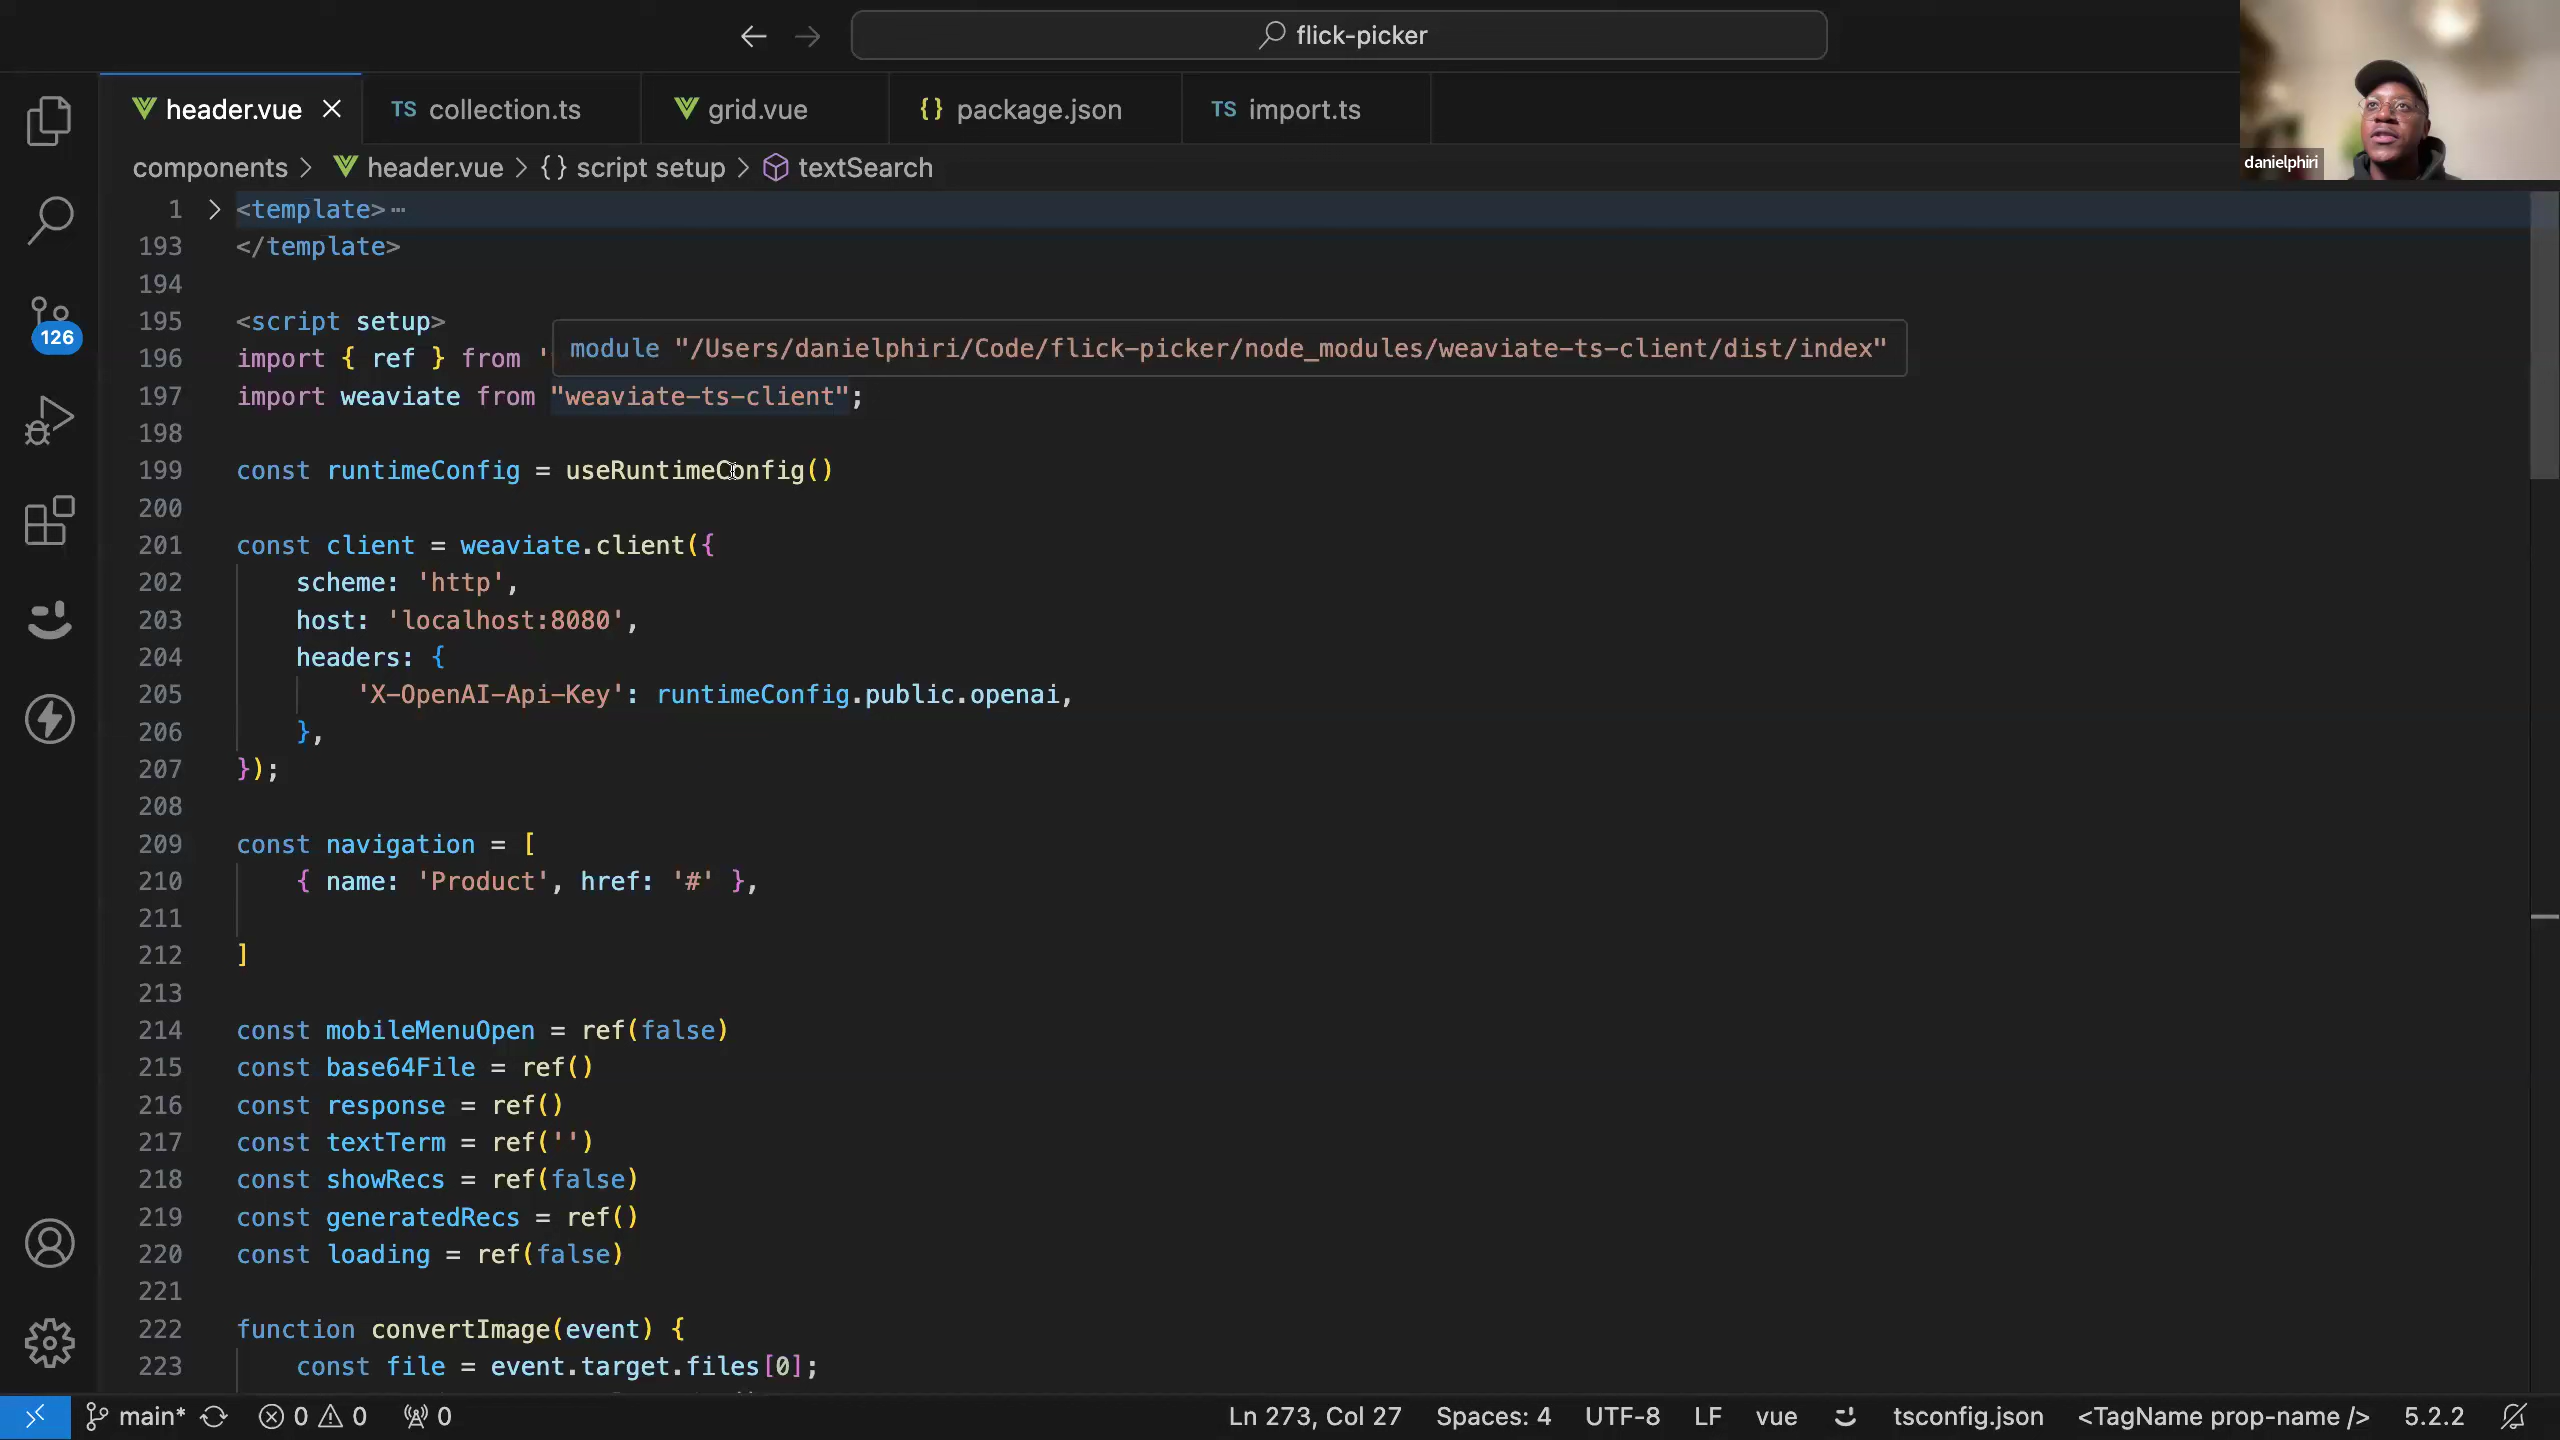 flick-picker
header.vue
TS collection.ts
grid.vue
{} package.json
TS import.ts
danielphiri
components > header.vue > {} script setup > textSearch
1 <template>…
193 </template>
194
195 <script setup>
module "/Users/danielphiri/Code/flick-picker/node_modules/weaviate-ts-client/dist/index"
196 import { ref } from '
197 import weaviate from "weaviate-ts-client";
198
199 const runtimeConfig = useRuntimeConfig()
200
201 const client = weaviate.client({
202 scheme: 'http',
203 host: 'localhost:8080',
204 headers: {
205 'X-OpenAI-Api-Key': runtimeConfig.public.openai,
206 },
207 });
208
209 const navigation = [
210 { name: 'Product', href: '#' },
211
212 ]
213
214 const mobileMenuOpen = ref(false)
215 const base64File = ref()
216 const response = ref()
217 const textTerm = ref('')
218 const showRecs = ref(false)
219 const generatedRecs = ref()
220 const loading = ref(false)
221
222 function convertImage(event) {
223 const file = event.target.files[0];
126
main* 0 0 0 Ln 273, Col 27 Spaces: 4 UTF-8 LF vue tsconfig.json <TagName prop-name /> 5.2.2